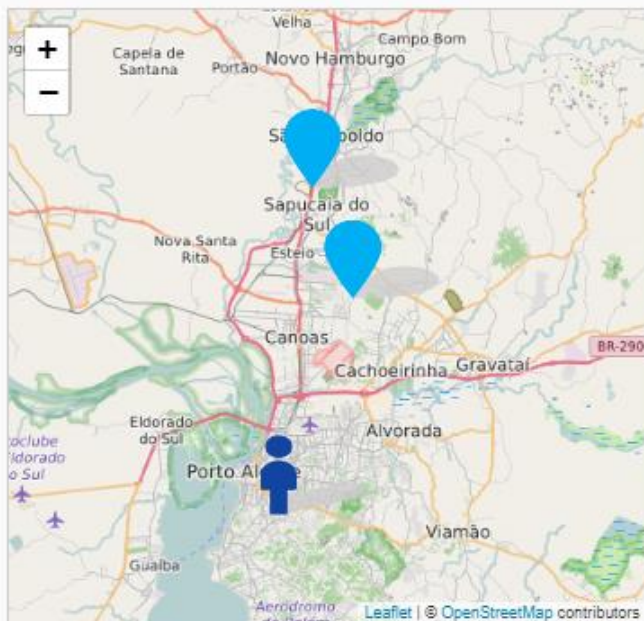 Velha
Campo Bom
+
Capela de
Santana
Portão
Novo Hamburgo
−
Sapucaia do
Sul
Nova Santa
Rita
Esteio
Canoas
BR-290
Cachoeirinha
Gravataí
Eldorado
do Sul
Alvorada
Porto
Viamão
Guaíba
Leaflet | © OpenStreetMap contributors